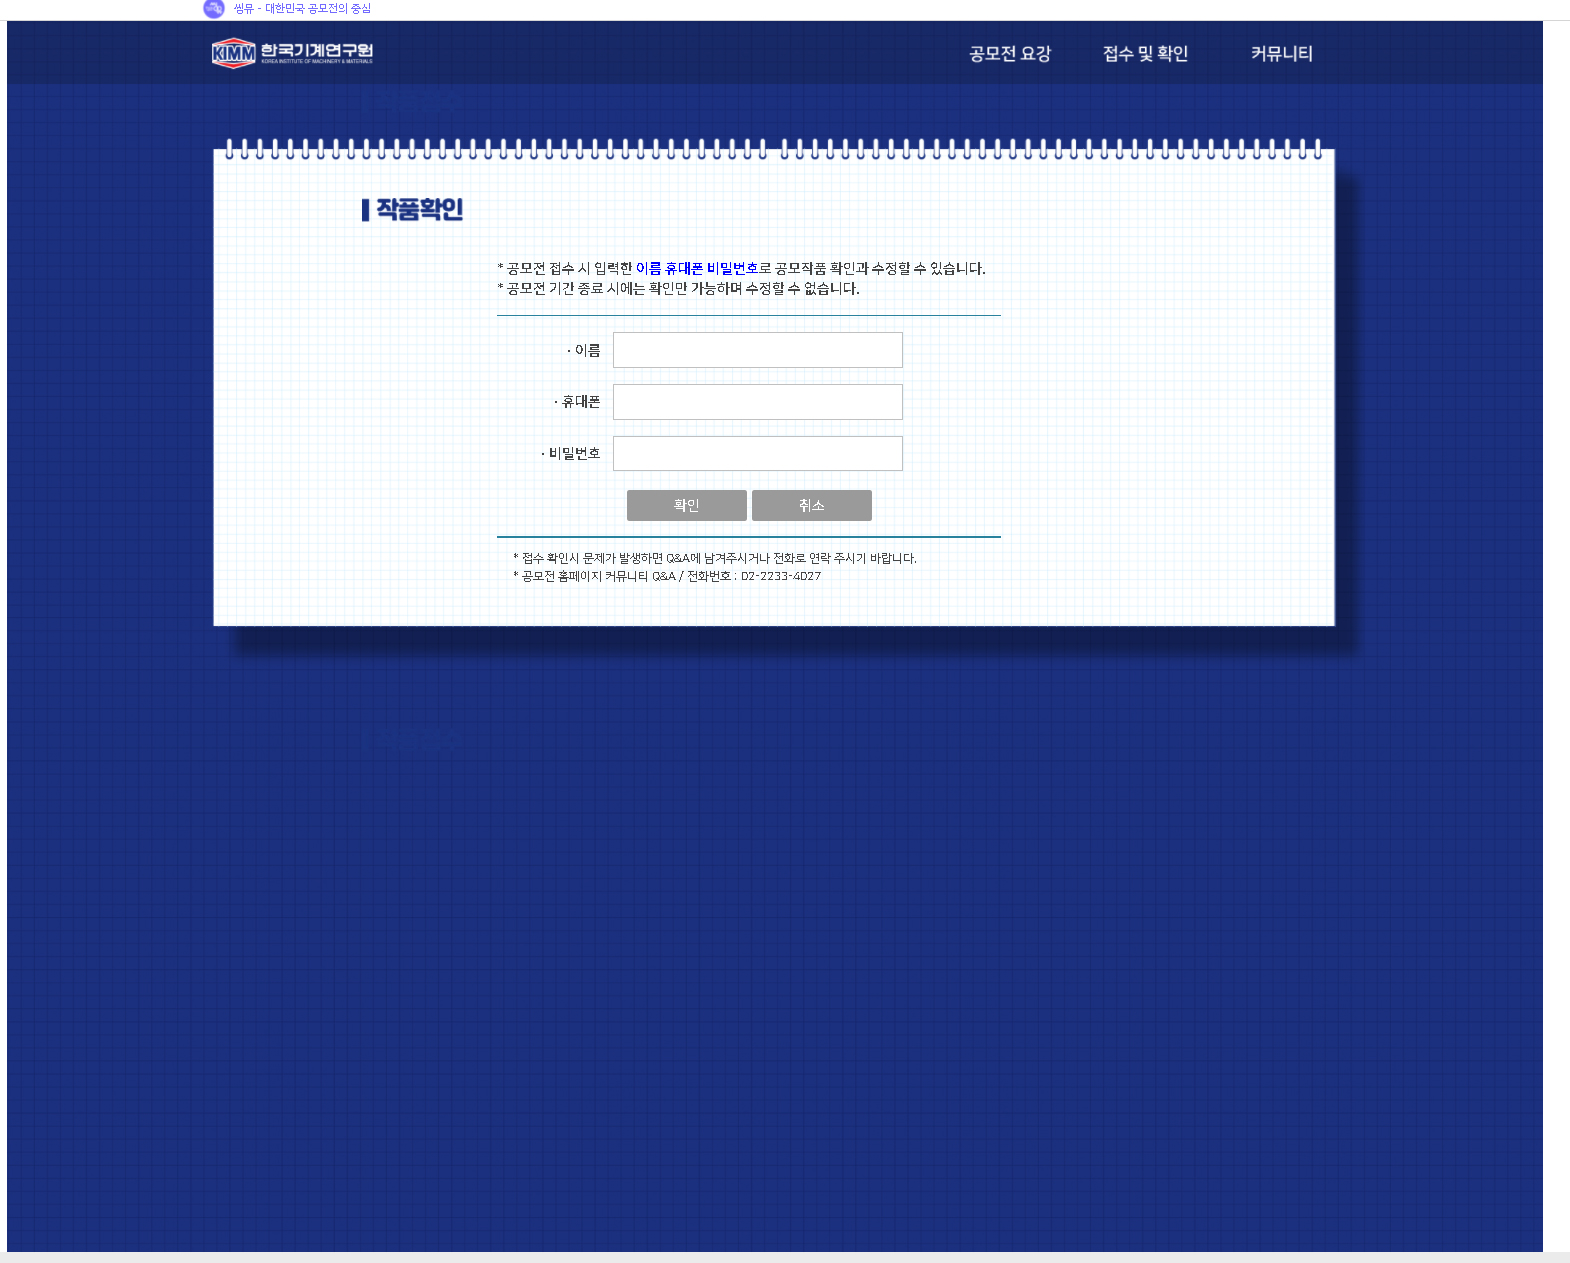 씽뮤 - 대한민국 공모전의 중심
KIMM 한국기계연구원
KOREA INSTITUTE OF MACHINERY & MATERIALS
공모전 요강 접수 및 확인 커뮤니티
작품확인
* 공모전 접수 시 입력한 이름 휴대폰 비밀번호로 공모작품 확인과 수정할 수 있습니다.
* 공모전 기간 종료 시에는 확인만 가능하며 수정할 수 없습니다.
· 이름
· 휴대폰
· 비밀번호
확인 취소
* 접수 확인시 문제가 발생하면 Q&A에 남겨주시거나 전화로 연락 주시기 바랍니다.
* 공모전 홈페이지 커뮤니티 Q&A / 전화번호 : 02-2233-4027